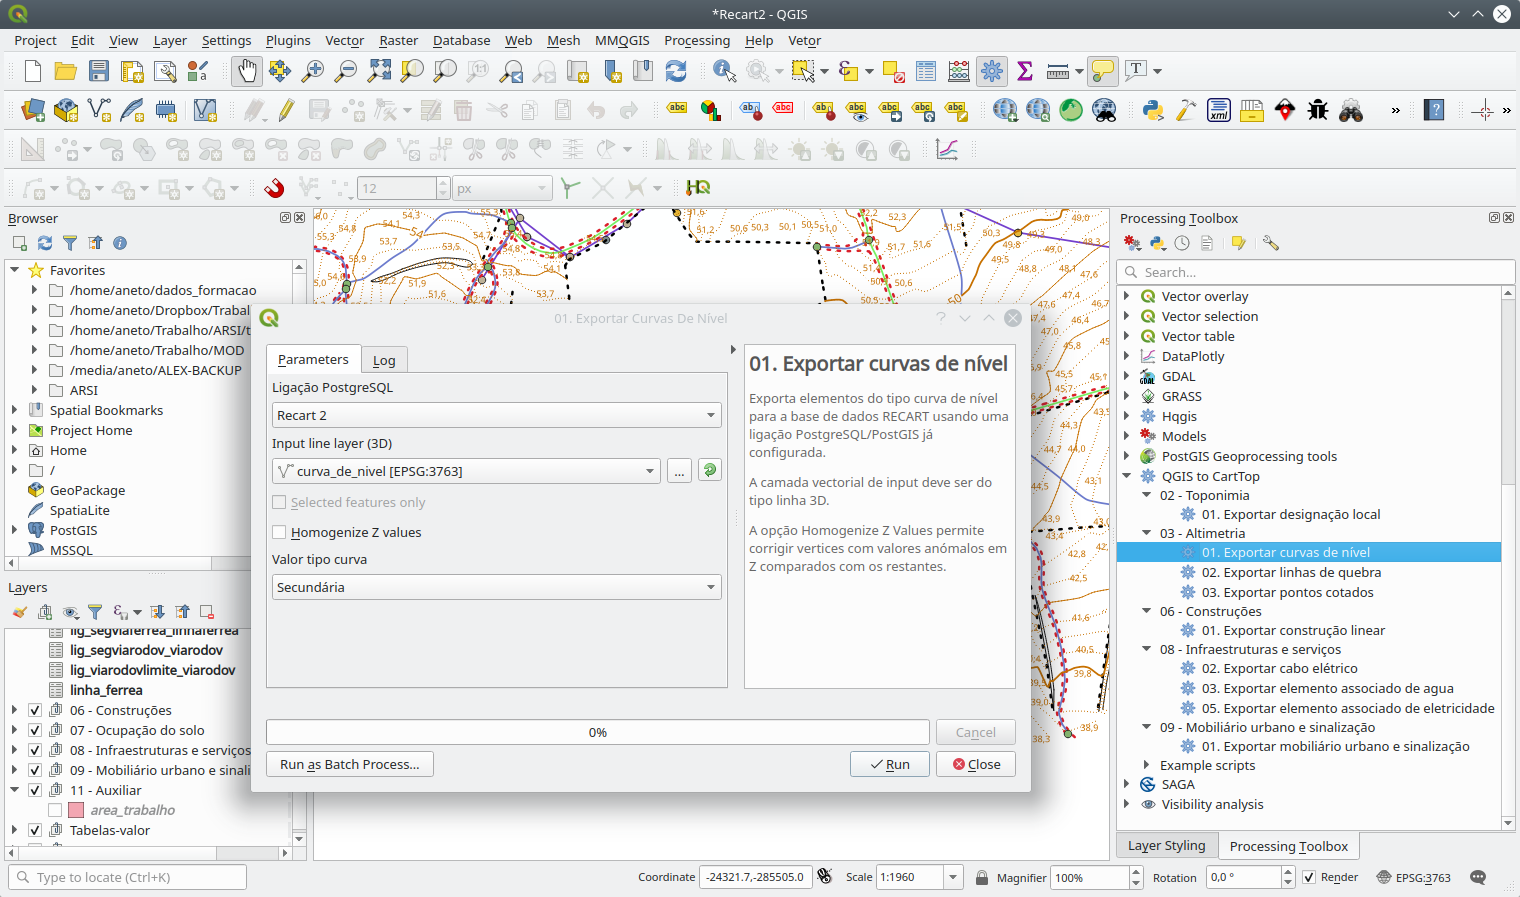 *Recart2 - QGIS
Project Edit View Layer Settings Plugins Vector Raster Database Web Mesh MMQGIS Processing Help Vetor
12 px
Browser
Favorites
/home/aneto/dados_formacao
/home/aneto/Dropbox/Trabal
/home/aneto/Trabalho/ARSI/t
/home/aneto/Trabalho/MOD
/media/aneto/ALEX-BACKUP
ARSI
Spatial Bookmarks
Project Home
Home
/
GeoPackage
SpatiaLite
PostGIS
MSSQL
Layers
lig_segviaferrea_linhaferrea
lig_segviarodov_viarodov
lig_viarodovlimite_viarodov
linha_ferrea
06 - Construções
07 - Ocupação do solo
08 - Infraestruturas e serviços
09 - Mobiliário urbano e sinali
11 - Auxiliar
area_trabalho
Tabelas-valor
01. Exportar Curvas De Nível
Parameters Log
Ligação PostgreSQL
Recart 2
Input line layer (3D)
curva_de_nivel [EPSG:3763]
...
Selected features only
Homogenize Z values
Valor tipo curva
Secundária
01. Exportar curvas de nível
Exporta elementos do tipo curva de nível
para a base de dados RECART usando uma
ligação PostgreSQL/PostGIS já
configurada.
A camada vectorial de input deve ser do
tipo linha 3D.
A opção Homogenize Z Values permite
corrigir vertices com valores anómalos em
Z comparados com os restantes.
0%
Cancel
Run as Batch Process...
Run
Close
Processing Toolbox
Search...
Vector overlay
Vector selection
Vector table
DataPlotly
GDAL
GRASS
Hqgis
Models
PostGIS Geoprocessing tools
QGIS to CartTop
02 - Toponimia
01. Exportar designação local
03 - Altimetria
01. Exportar curvas de nível
02. Exportar linhas de quebra
03. Exportar pontos cotados
06 - Construções
01. Exportar construção linear
08 - Infraestruturas e serviços
02. Exportar cabo elétrico
03. Exportar elemento associado de agua
05. Exportar elemento associado de eletricidade
09 - Mobiliário urbano e sinalização
01. Exportar mobiliário urbano e sinalização
Example scripts
SAGA
Visibility analysis
Layer Styling Processing Toolbox
Type to locate (Ctrl+K)
Coordinate -24321.7,-285505.0 Scale 1:1960 Magnifier 100% Rotation 0,0 ° Render EPSG:3763